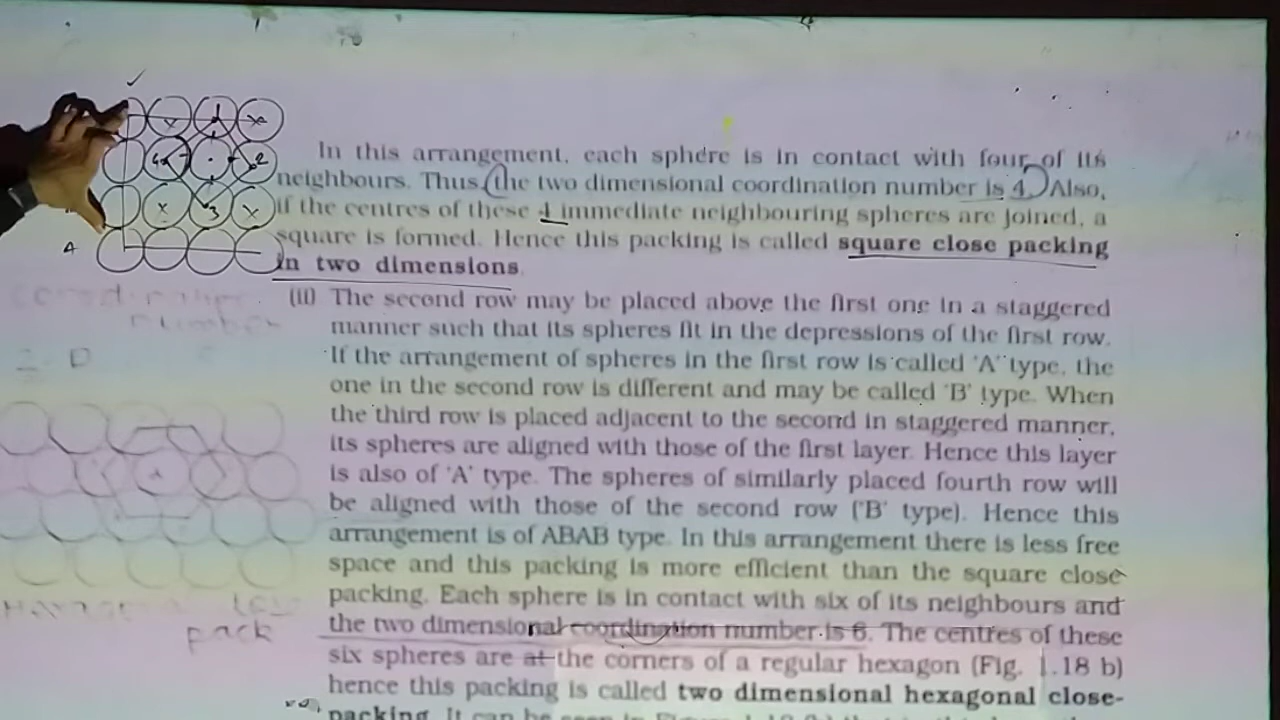 In this arrangement, each sphere is in contact with four of its
neighbours. Thus, the two dimensional coordination number is 4. Also,
if the centres of these 4 immediate neighbouring spheres are joined, a
square is formed. Hence this packing is called square close packing
in two dimensions.
(ii) The second row may be placed above the first one in a staggered
manner such that its spheres fit in the depressions of the first row.
If the arrangement of spheres in the first row is called 'A' type, the
one in the second row is different and may be called 'B' type. When
the third row is placed adjacent to the second in staggered manner,
its spheres are aligned with those of the first layer. Hence this layer
is also of 'A' type. The spheres of similarly placed fourth row will
be aligned with those of the second row ('B' type). Hence this
arrangement is of ABAB type. In this arrangement there is less free
space and this packing is more efficient than the square close
packing. Each sphere is in contact with six of its neighbours and
the two dimensional coordination number is 6. The centres of these
six spheres are at the corners of a regular hexagon (Fig. 1.18 b)
hence this packing is called two dimensional hexagonal close-
packing. It can be seen in Figure
A
number
2 D
pack